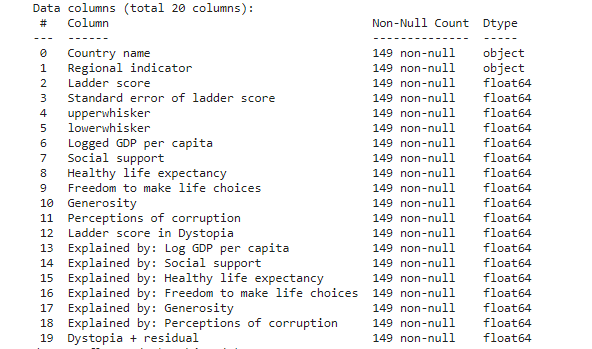 Data columns (total 20 columns):
 #   Column                                      Non-Null Count  Dtype
---  ------                                      --------------  -----
 0   Country name                                149 non-null    object
 1   Regional indicator                          149 non-null    object
 2   Ladder score                                149 non-null    float64
 3   Standard error of ladder score              149 non-null    float64
 4   upperwhisker                                149 non-null    float64
 5   lowerwhisker                                149 non-null    float64
 6   Logged GDP per capita                       149 non-null    float64
 7   Social support                              149 non-null    float64
 8   Healthy life expectancy                     149 non-null    float64
 9   Freedom to make life choices                149 non-null    float64
 10  Generosity                                  149 non-null    float64
 11  Perceptions of corruption                   149 non-null    float64
 12  Ladder score in Dystopia                    149 non-null    float64
 13  Explained by: Log GDP per capita            149 non-null    float64
 14  Explained by: Social support                149 non-null    float64
 15  Explained by: Healthy life expectancy       149 non-null    float64
 16  Explained by: Freedom to make life choices  149 non-null    float64
 17  Explained by: Generosity                    149 non-null    float64
 18  Explained by: Perceptions of corruption     149 non-null    float64
 19  Dystopia + residual                         149 non-null    float64